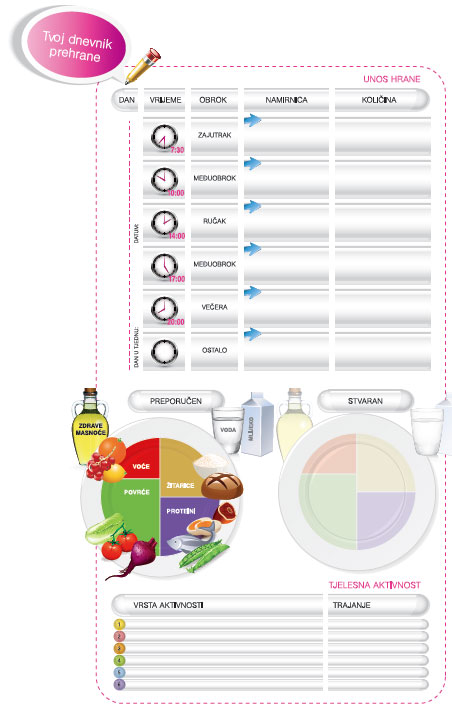 Tvoj dnevnik
prehrane
UNOS HRANE
DAN VRIJEME OBROK NAMIRNICA KOLIČINA
7:30 ZAJUTRAK
10:00 MEĐUOBROK
14:00 RUČAK
17:00 MEĐUOBROK
20:00 VEČERA
OSTALO
DATUM:
DAN U TJEDNU:
PREPORUČEN
STVARAN
ZDRAVE
MASNOĆE
VODA
MLIJEKO
VOĆE
ŽITARICE
POVRĆE
PROTEINI
TJELESNA AKTIVNOST
VRSTA AKTIVNOSTI TRAJANJE
1
2
3
4
5
6